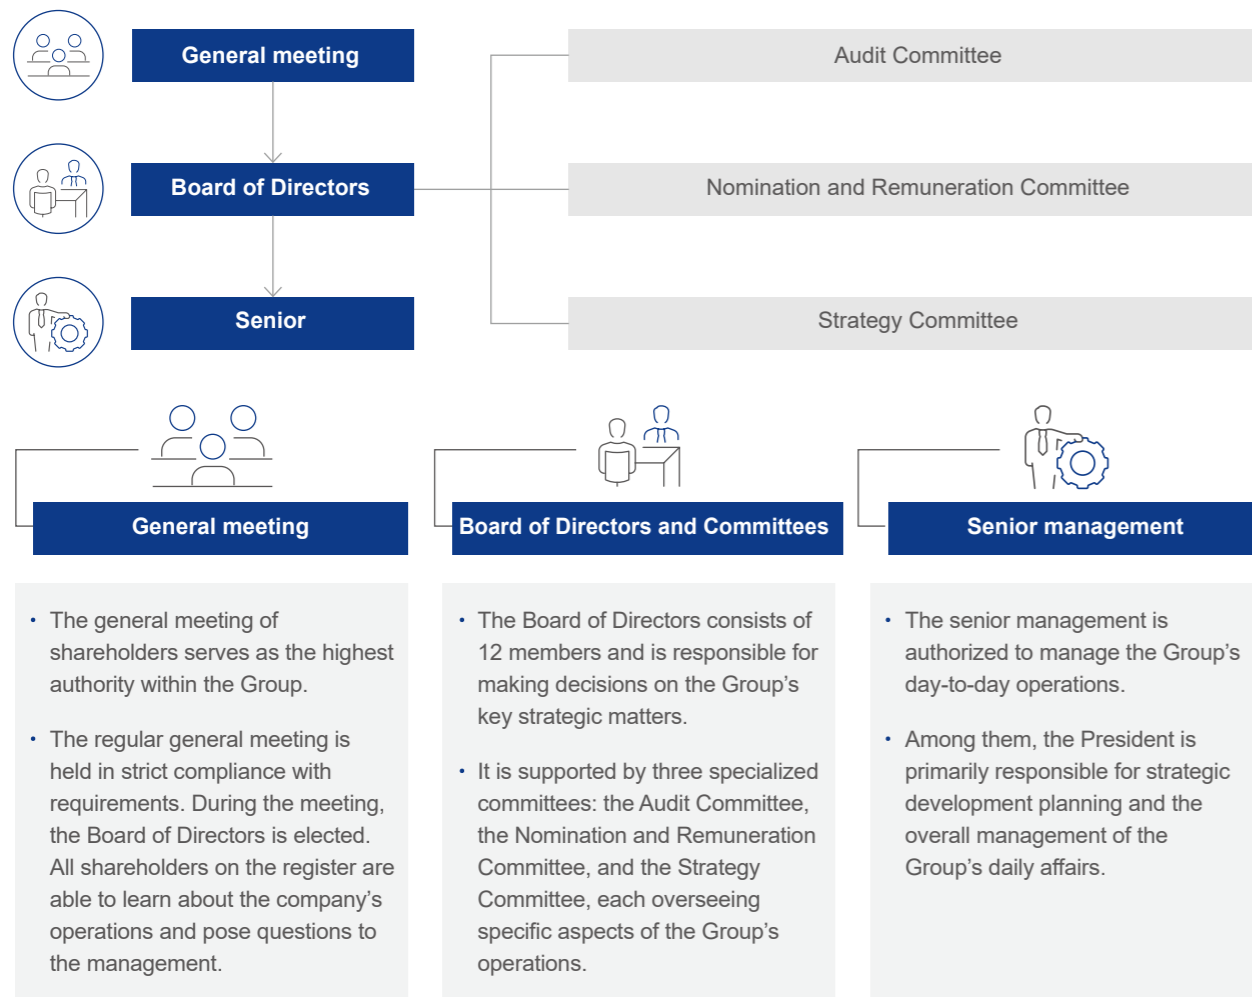 General meeting
Audit Committee
Board of Directors
Nomination and Remuneration Committee
Senior
Strategy Committee
General meeting
• The general meeting of
shareholders serves as the highest
authority within the Group.
• The regular general meeting is
held in strict compliance with
requirements. During the meeting,
the Board of Directors is elected.
All shareholders on the register are
able to learn about the company's
operations and pose questions to
the management.
Board of Directors and Committees
• The Board of Directors consists of
12 members and is responsible for
making decisions on the Group's
key strategic matters.
• It is supported by three specialized
committees: the Audit Committee,
the Nomination and Remuneration
Committee, and the Strategy
Committee, each overseeing
specific aspects of the Group's
operations.
Senior management
• The senior management is
authorized to manage the Group's
day-to-day operations.
• Among them, the President is
primarily responsible for strategic
development planning and the
overall management of the
Group's daily affairs.